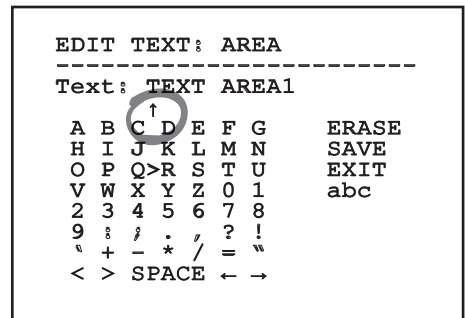 EDIT TEXT: AREA
-------------------------
Text: TEXT AREA1
↑
A B C D E F G ERASE
H I J K L M N SAVE
O P Q>R S T U EXIT
V W X Y Z 0 1 abc
2 3 4 5 6 7 8
9 : ; . , ? !
‘ + - * / = “
< > SPACE ← →